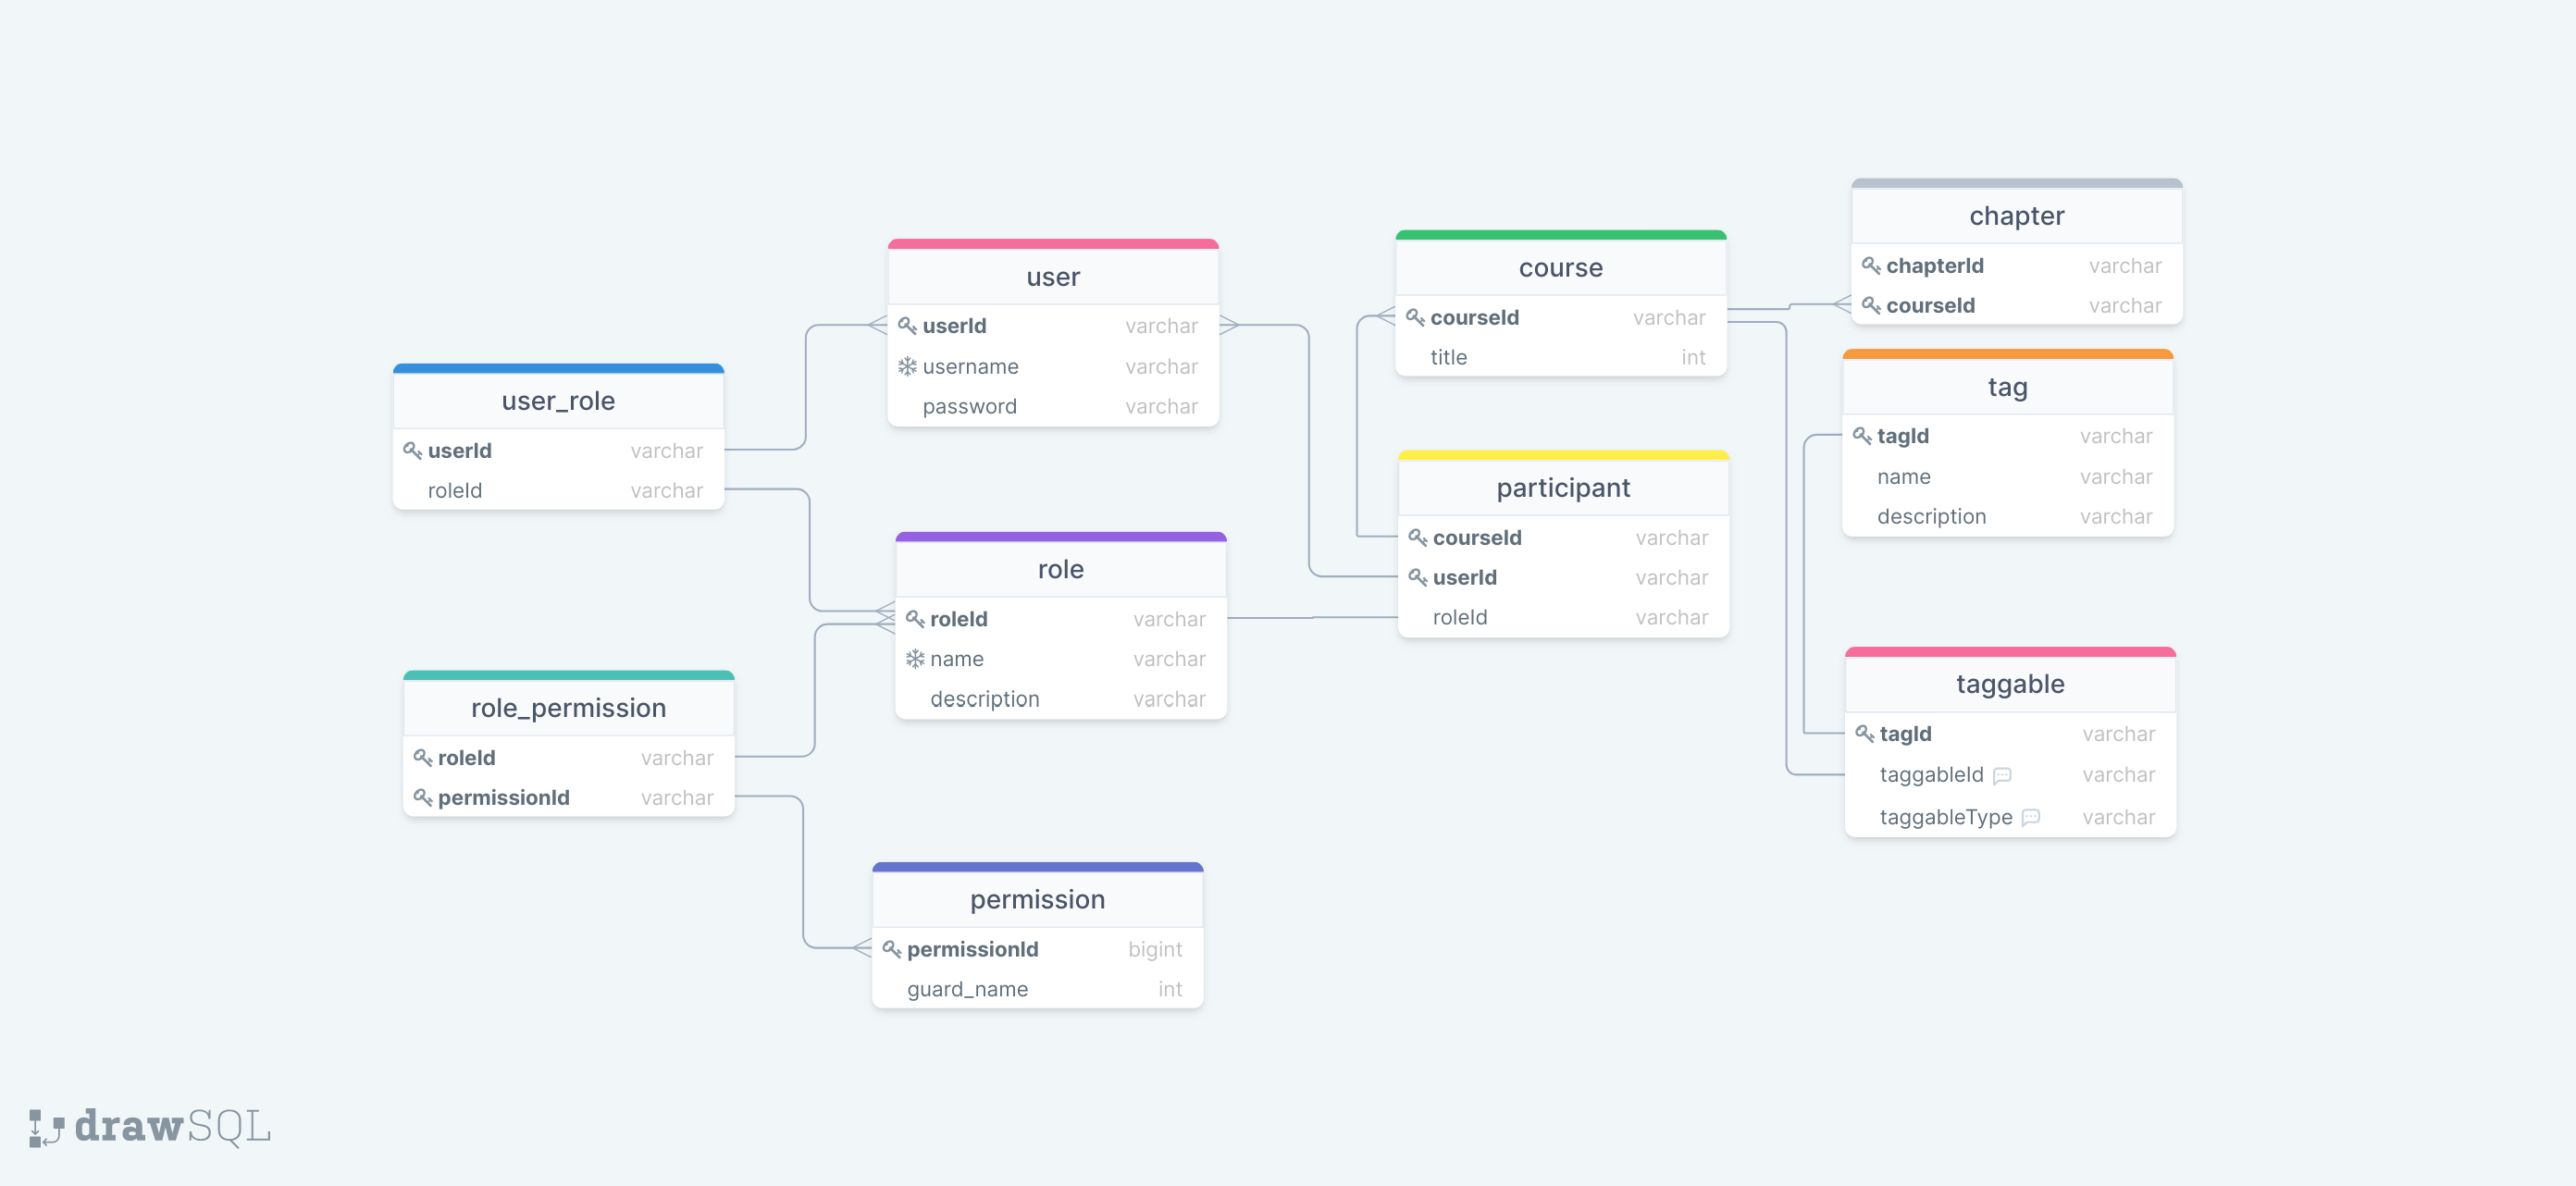 user_role
userId varchar
roleId varchar
role_permission
roleId varchar
permissionId varchar
user
userId varchar
username varchar
password varchar
role
roleId varchar
name varchar
description varchar
permission
permissionId bigint
guard_name int
course
courseId varchar
title int
participant
courseId varchar
userId varchar
roleId varchar
chapter
chapterId varchar
courseId varchar
tag
tagId varchar
name varchar
description varchar
taggable
tagId varchar
taggableId varchar
taggableType varchar
drawSQL